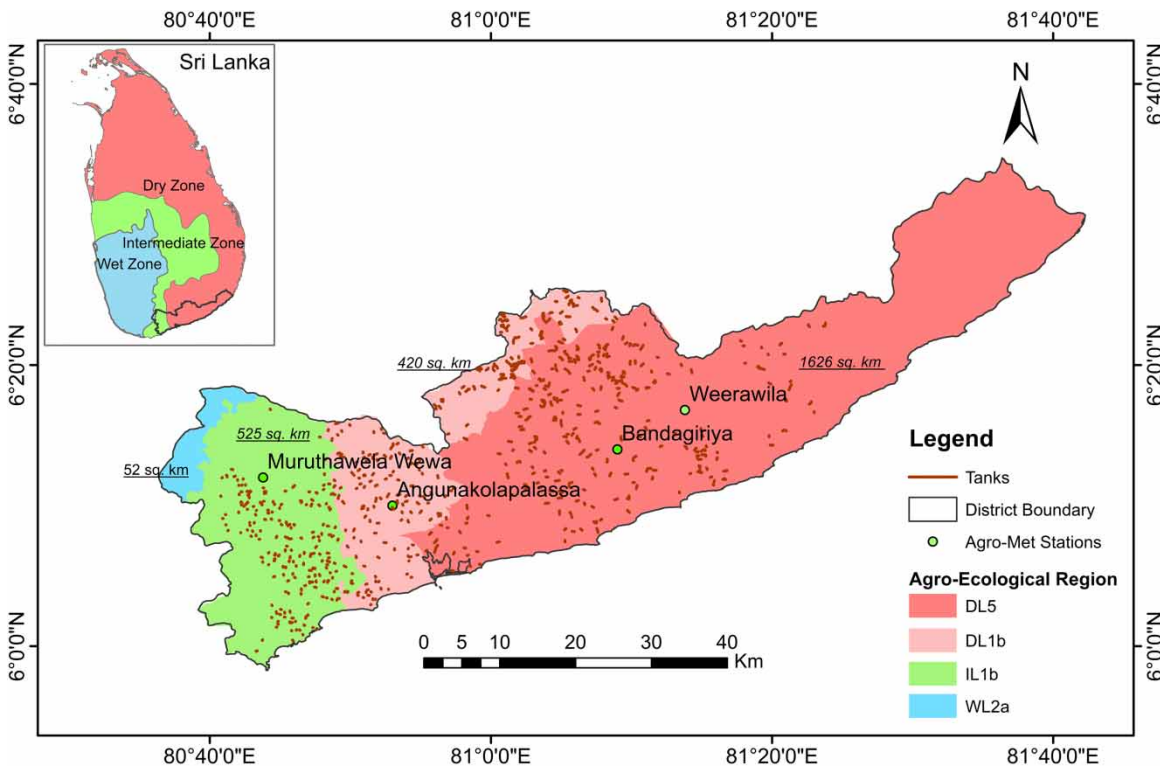 80°40'0"E 81°0'0"E 81°20'0"E 81°40'0"E
6°40'0"N 6°40'0"N
Sri Lanka
Dry Zone
Intermediate Zone
Wet Zone
N
6°20'0"N 6°20'0"N
420 sq. km
1626 sq. km
Weerawila
525 sq. km
Bandagiriya
52 sq. km
Muruthawela Wewa
Angunakolapalassa
Legend
Tanks
District Boundary
Agro-Met Stations
Agro-Ecological Region
DL5
DL1b
IL1b
WL2a
6°0'0"N 6°0'0"N
0 5 10 20 30 40
Km
80°40'0"E 81°0'0"E 81°20'0"E 81°40'0"E